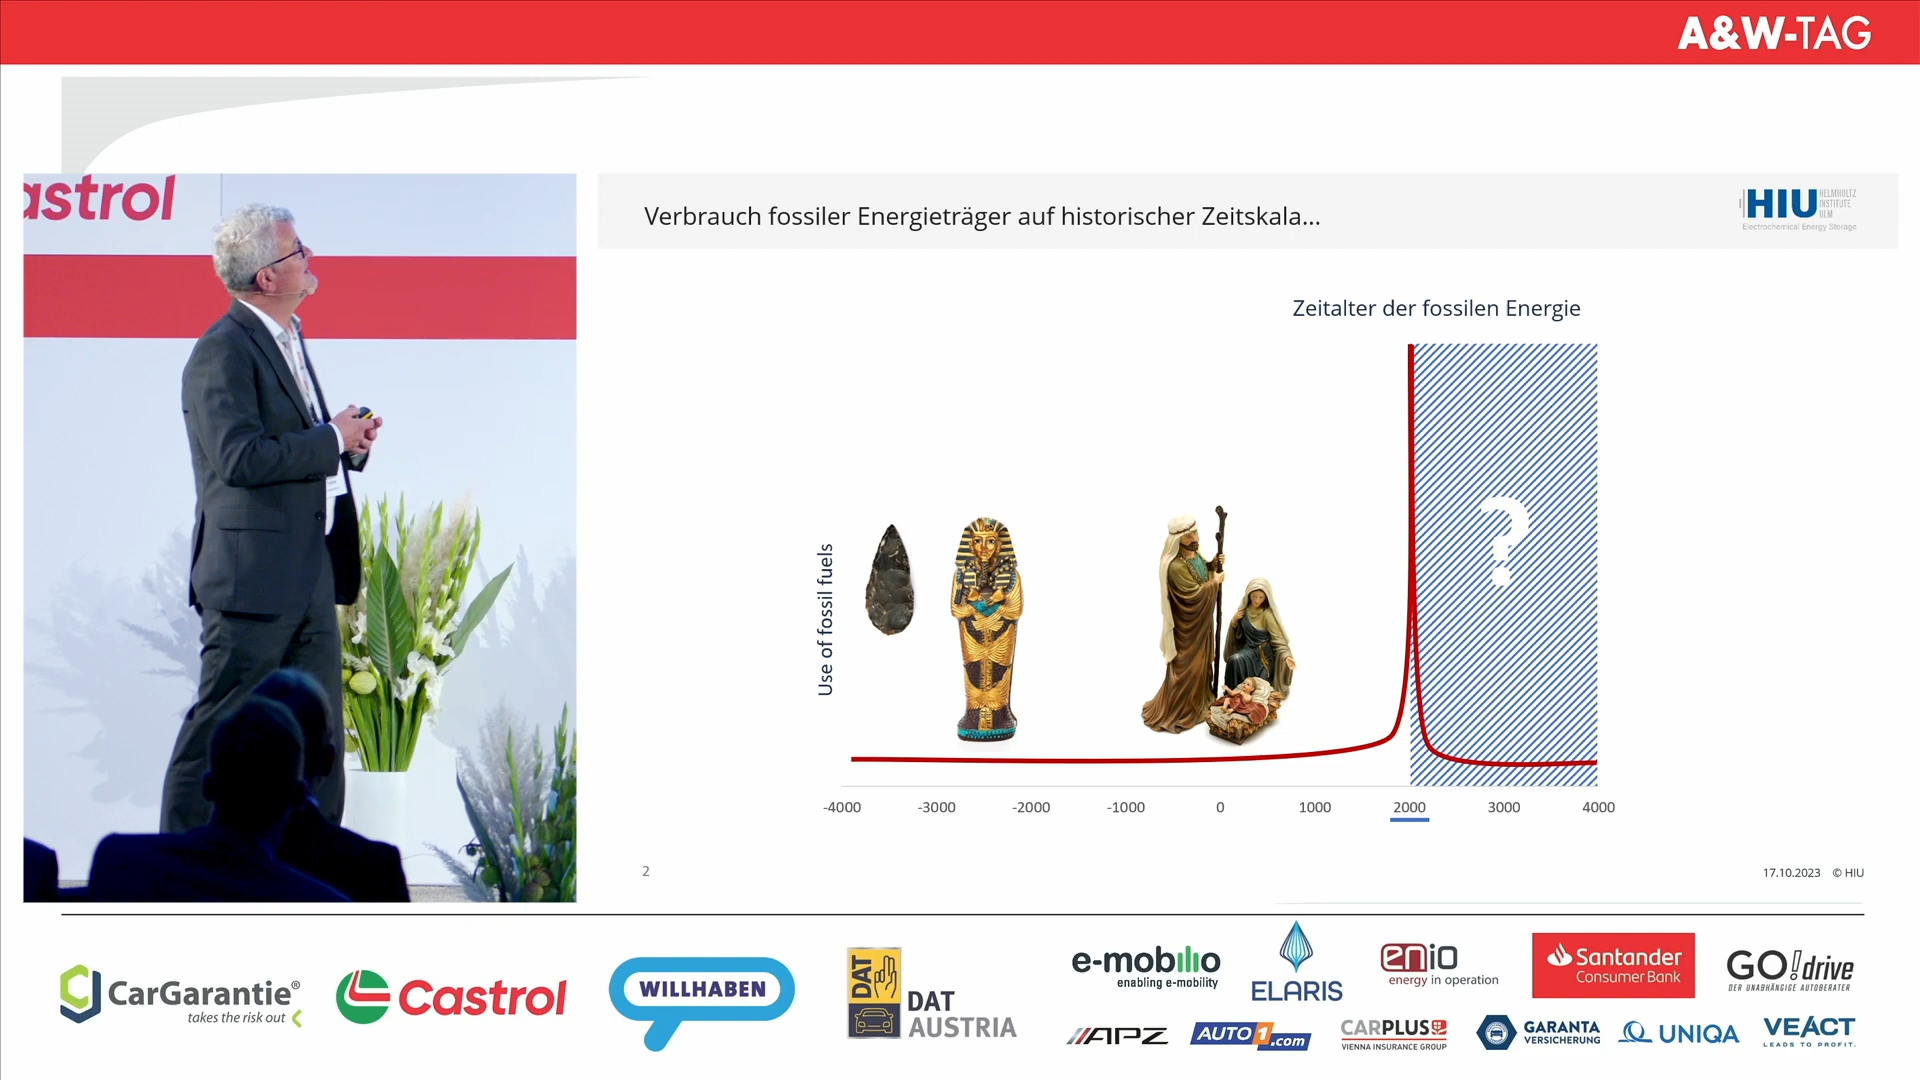 A&W-TAG
astrol
Verbrauch fossiler Energieträger auf historischer Zeitskala...
HIU
HELMHOLTZ
INSTITUTE
ULM
Electrochemical Energy Storage
Zeitalter der fossilen Energie
?
Use of fossil fuels
-4000 -3000 -2000 -1000 0 1000 2000 3000 4000
2
17.10.2023 © HIU
CarGarantie®
takes the risk out
Castrol
WILLHABEN
DAT
DAT
AUSTRIA
e-mobilio
enabling e-mobility
ELARIS
enio
energy in operation
Santander
Consumer Bank
GO!drive
DER UNABHÄNGIGE AUTOBERATER
APZ
AUTO1.com
CARPLUS
VIENNA INSURANCE GROUP
GARANTA
VERSICHERUNG
UNIQA
VEACT
LEADS TO PROFIT.